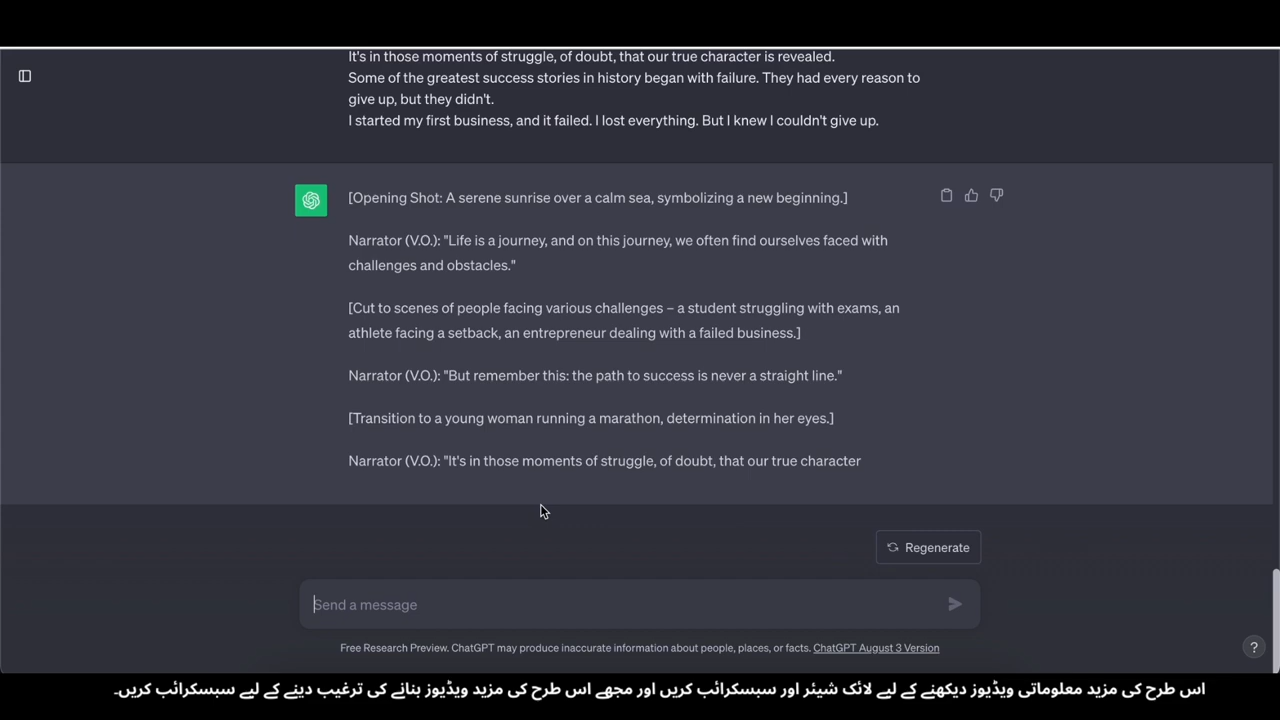 It's in those moments of struggle, of doubt, that our true character is revealed.
Some of the greatest success stories in history began with failure. They had every reason to
give up, but they didn't.
I started my first business, and it failed. I lost everything. But I knew I couldn't give up.
[Opening Shot: A serene sunrise over a calm sea, symbolizing a new beginning.]
Narrator (V.O.): "Life is a journey, and on this journey, we often find ourselves faced with
challenges and obstacles."
[Cut to scenes of people facing various challenges – a student struggling with exams, an
athlete facing a setback, an entrepreneur dealing with a failed business.]
Narrator (V.O.): "But remember this: the path to success is never a straight line."
[Transition to a young woman running a marathon, determination in her eyes.]
Narrator (V.O.): "It's in those moments of struggle, of doubt, that our true character
Regenerate
Send a message
Free Research Preview. ChatGPT may produce inaccurate information about people, places, or facts. ChatGPT August 3 Version
?
اس طرح کی مزید معلوماتی ویڈیوز دیکھنے کے لیے لائک شیئر اور سبسکرائب کریں اور مجھے اس طرح کی مزید ویڈیوز بنانے کی ترغیب دینے کے لیے سبسکرائب کریں۔